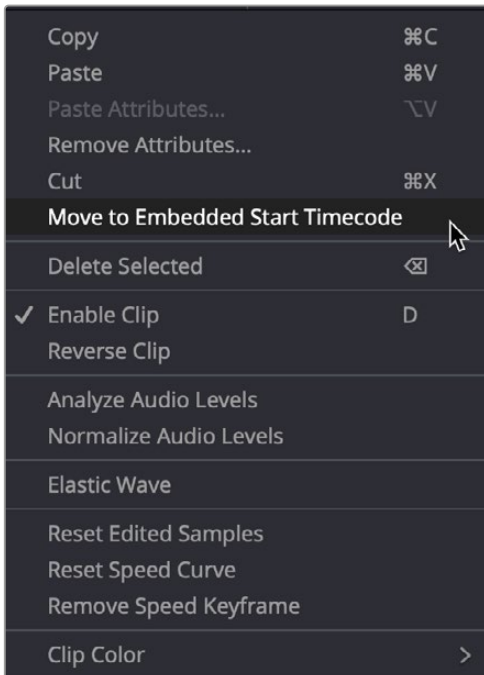 Copy ⌘C
Paste ⌘V
Paste Attributes... ⌥V
Remove Attributes...
Cut ⌘X
Move to Embedded Start Timecode
Delete Selected ⌫
✓ Enable Clip D
Reverse Clip
Analyze Audio Levels
Normalize Audio Levels
Elastic Wave
Reset Edited Samples
Reset Speed Curve
Remove Speed Keyframe
Clip Color >